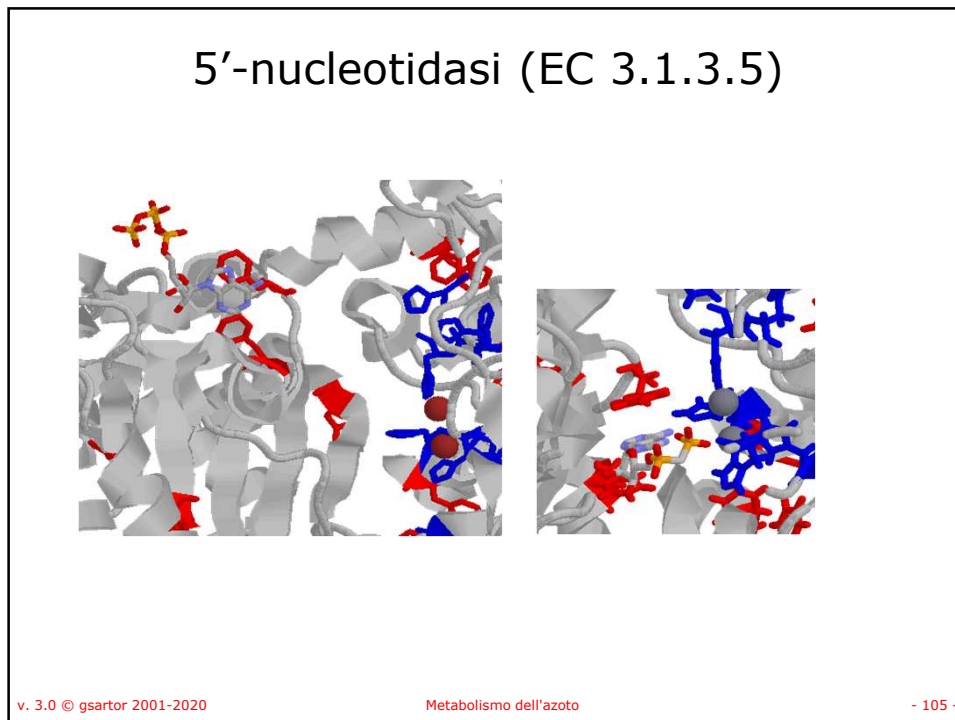 5’-nucleotidasi (EC 3.1.3.5)
v. 3.0 © gsartor 2001-2020 Metabolismo dell'azoto - 105 -